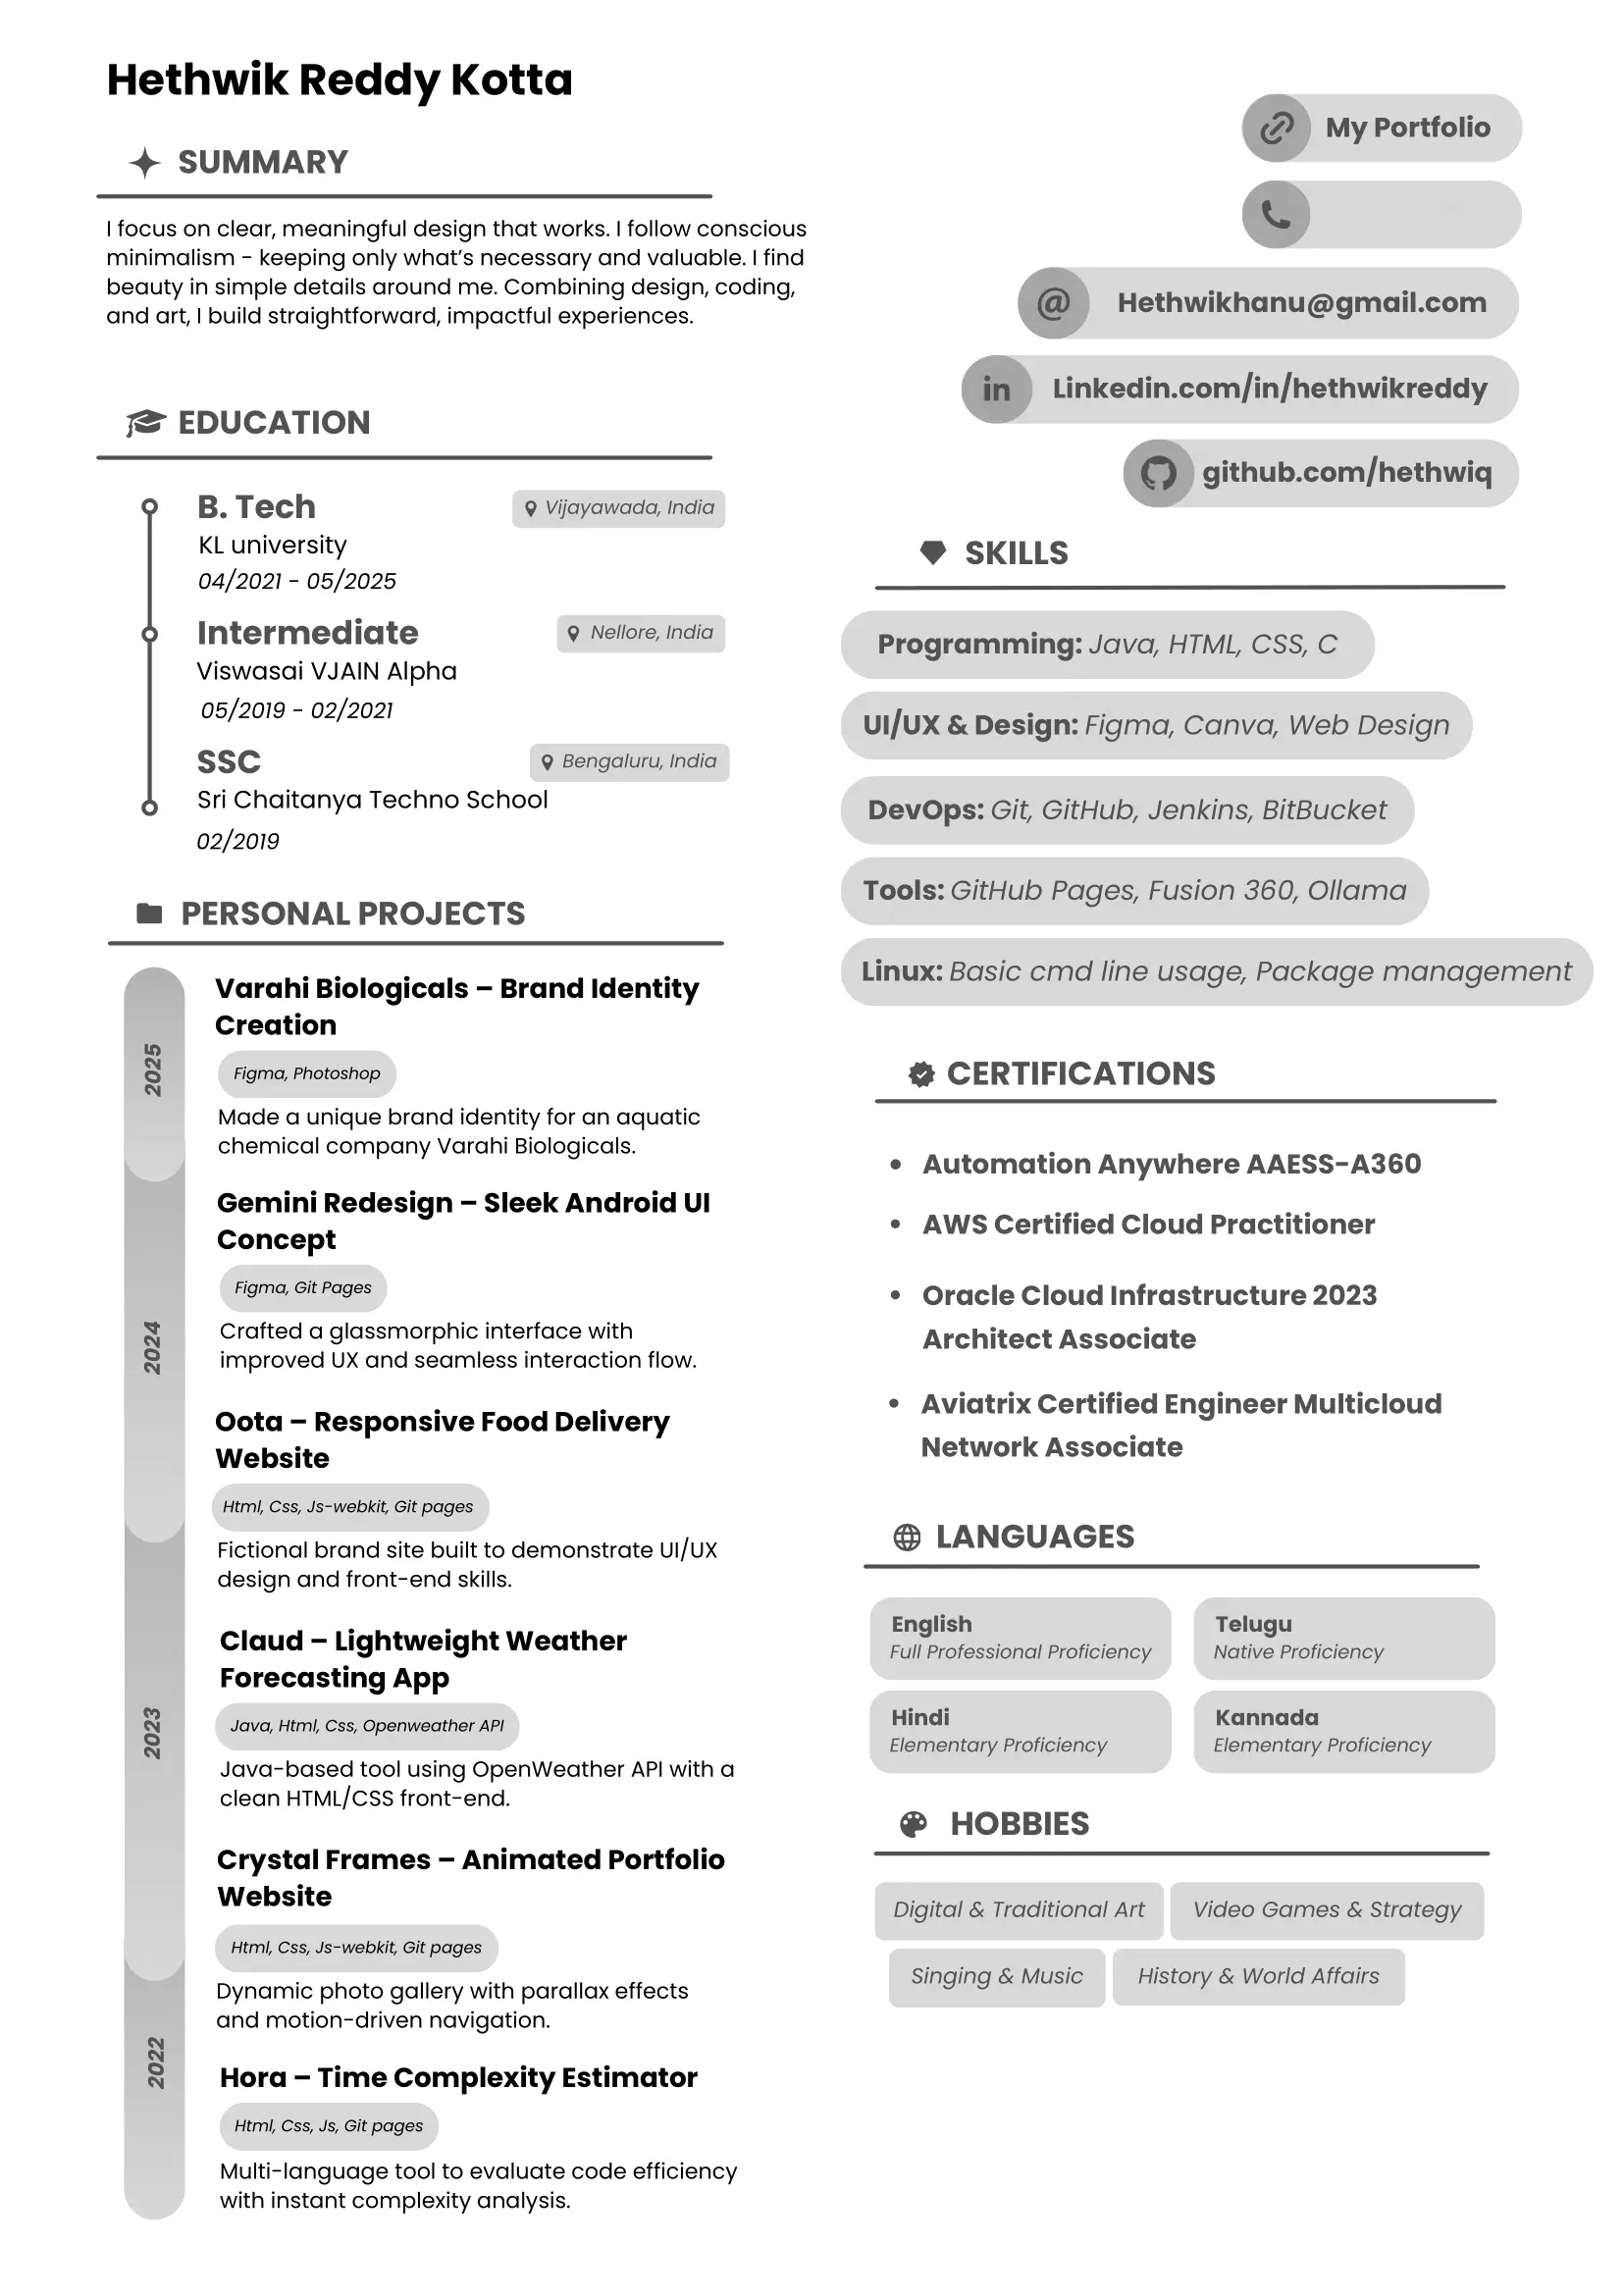 Hethwik Reddy Kotta
SUMMARY
I focus on clear, meaningful design that works. I follow conscious
minimalism - keeping only what's necessary and valuable. I find
beauty in simple details around me. Combining design, coding,
and art, I build straightforward, impactful experiences.
EDUCATION
B. Tech
Vijayawada, India
KL university
04/2021 - 05/2025
Intermediate
Nellore, India
Viswasai VJAIN Alpha
05/2019 - 02/2021
SSC
Bengaluru, India
Sri Chaitanya Techno School
02/2019
PERSONAL PROJECTS
2025
Varahi Biologicals – Brand Identity
Creation
Figma, Photoshop
Made a unique brand identity for an aquatic
chemical company Varahi Biologicals.
2024
Gemini Redesign – Sleek Android UI
Concept
Figma, Git Pages
Crafted a glassmorphic interface with
improved UX and seamless interaction flow.
Oota – Responsive Food Delivery
Website
Html, Css, Js-webkit, Git pages
Fictional brand site built to demonstrate UI/UX
design and front-end skills.
2023
Claud – Lightweight Weather
Forecasting App
Java, Html, Css, Openweather API
Java-based tool using OpenWeather API with a
clean HTML/CSS front-end.
Crystal Frames – Animated Portfolio
Website
Html, Css, Js-webkit, Git pages
Dynamic photo gallery with parallax effects
and motion-driven navigation.
2022
Hora – Time Complexity Estimator
Html, Css, Js, Git pages
Multi-language tool to evaluate code efficiency
with instant complexity analysis.
My Portfolio
Hethwikhanu@gmail.com
in
Linkedin.com/in/hethwikreddy
github.com/hethwiq
SKILLS
Programming: Java, HTML, CSS, C
UI/UX & Design: Figma, Canva, Web Design
DevOps: Git, GitHub, Jenkins, BitBucket
Tools: GitHub Pages, Fusion 360, Ollama
Linux: Basic cmd line usage, Package management
CERTIFICATIONS
• Automation Anywhere AAESS-A360
• AWS Certified Cloud Practitioner
• Oracle Cloud Infrastructure 2023
Architect Associate
• Aviatrix Certified Engineer Multicloud
Network Associate
LANGUAGES
English
Full Professional Proficiency
Telugu
Native Proficiency
Hindi
Elementary Proficiency
Kannada
Elementary Proficiency
HOBBIES
Digital & Traditional Art
Video Games & Strategy
Singing & Music
History & World Affairs